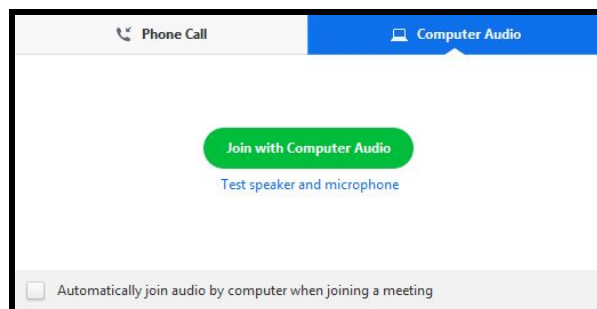 Phone Call
Computer Audio
Join with Computer Audio
Test speaker and microphone
Automatically join audio by computer when joining a meeting